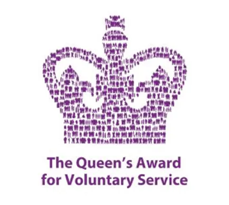 The Queen's Award
for Voluntary Service